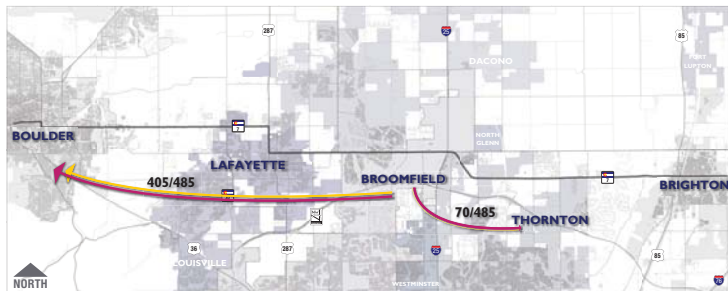 287
25
85
DACONO
FORT
LUPTON
7
BOULDER
NORTH
GLENN
LAFAYETTE
405/485
BROOMFIELD
7
BRIGHTON
70/485
THORNTON
36
287
25
85
LOUISVILLE
NORTH
WESTMINSTER
76